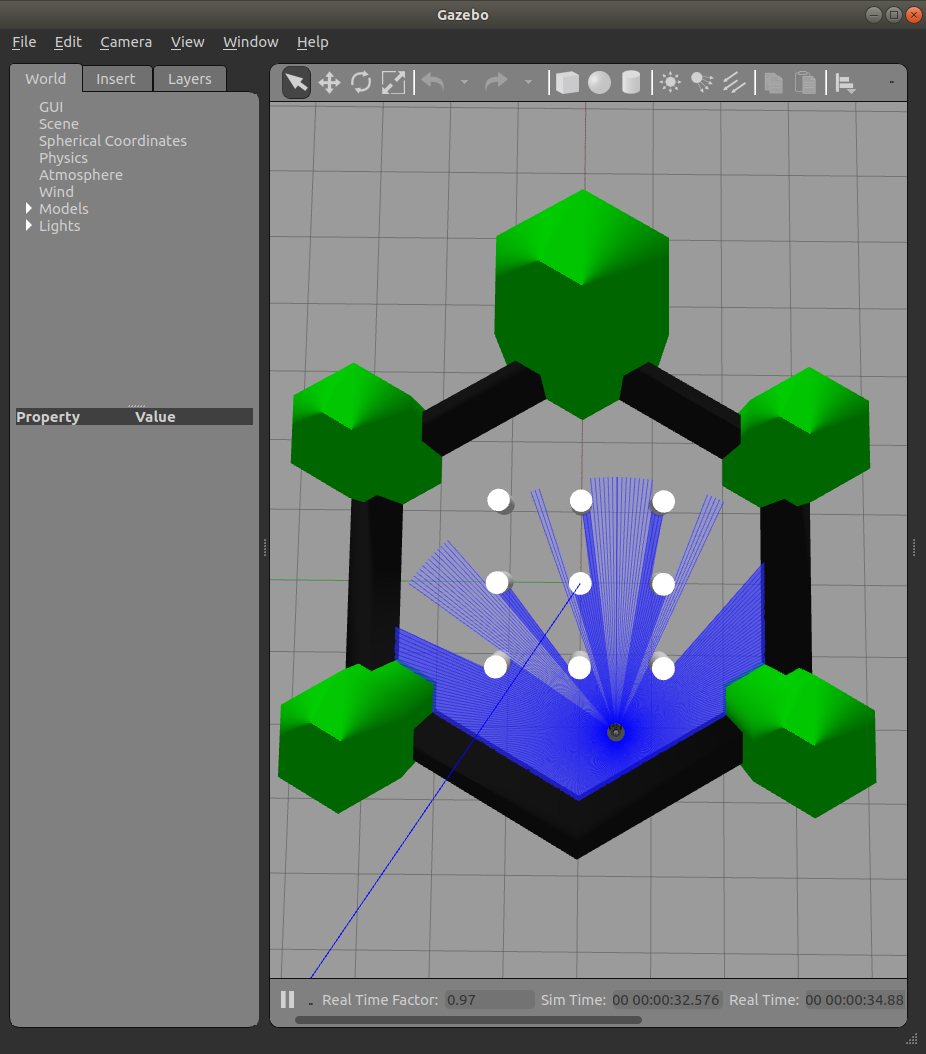 Gazebo
File Edit Camera View Window Help
World Insert Layers
GUI
Scene
Spherical Coordinates
Physics
Atmosphere
Wind
Models
Lights
Property Value
Real Time Factor: 0.97 Sim Time: 00 00:00:32.576 Real Time: 00 00:00:34.88